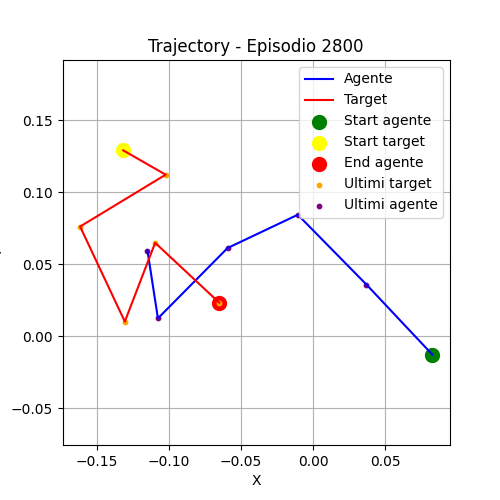 Trajectory - Episodio 2800
Agente
Target
Start agente
Start target
End agente
Ultimi target
Ultimi agente
0.15
0.10
0.05
0.00
−0.05
−0.15
−0.10
−0.05
0.00
0.05
X